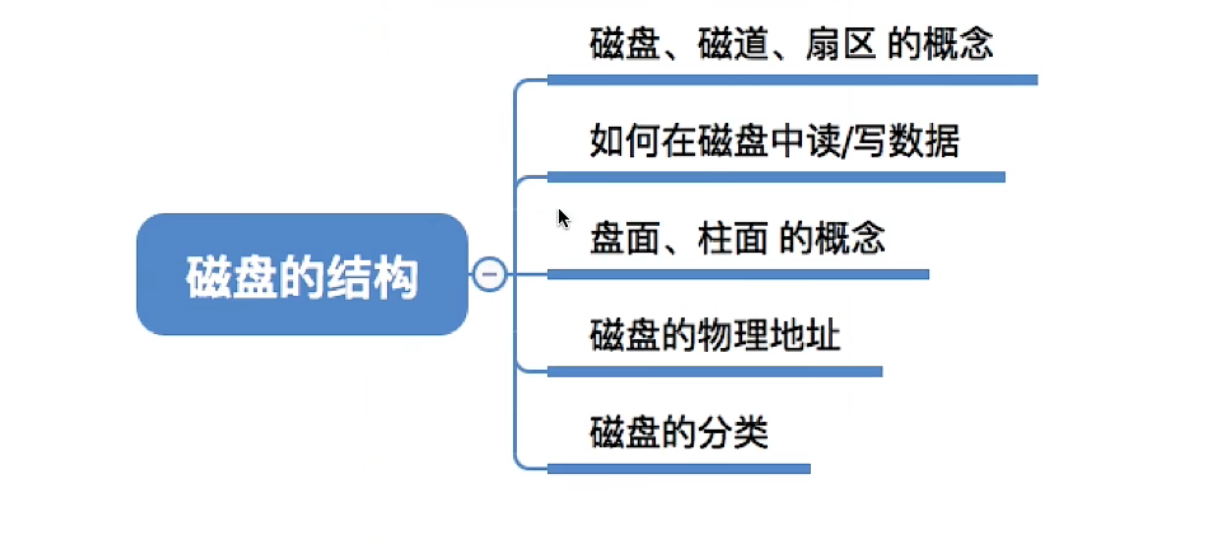 磁盘、磁道、扇区 的概念
如何在磁盘中读/写数据
盘面、柱面 的概念
磁盘的结构
磁盘的物理地址
磁盘的分类